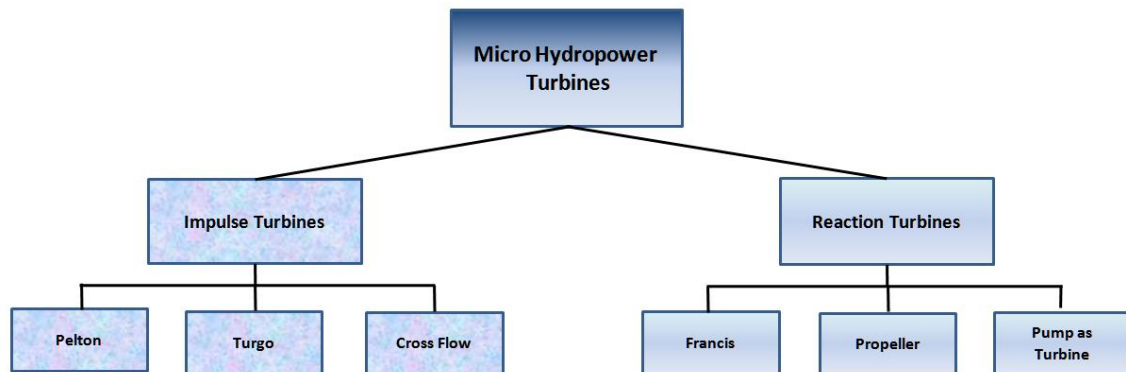 Micro Hydropower
Turbines
Impulse Turbines
Reaction Turbines
Pelton
Turgo
Cross Flow
Francis
Propeller
Pump as
Turbine